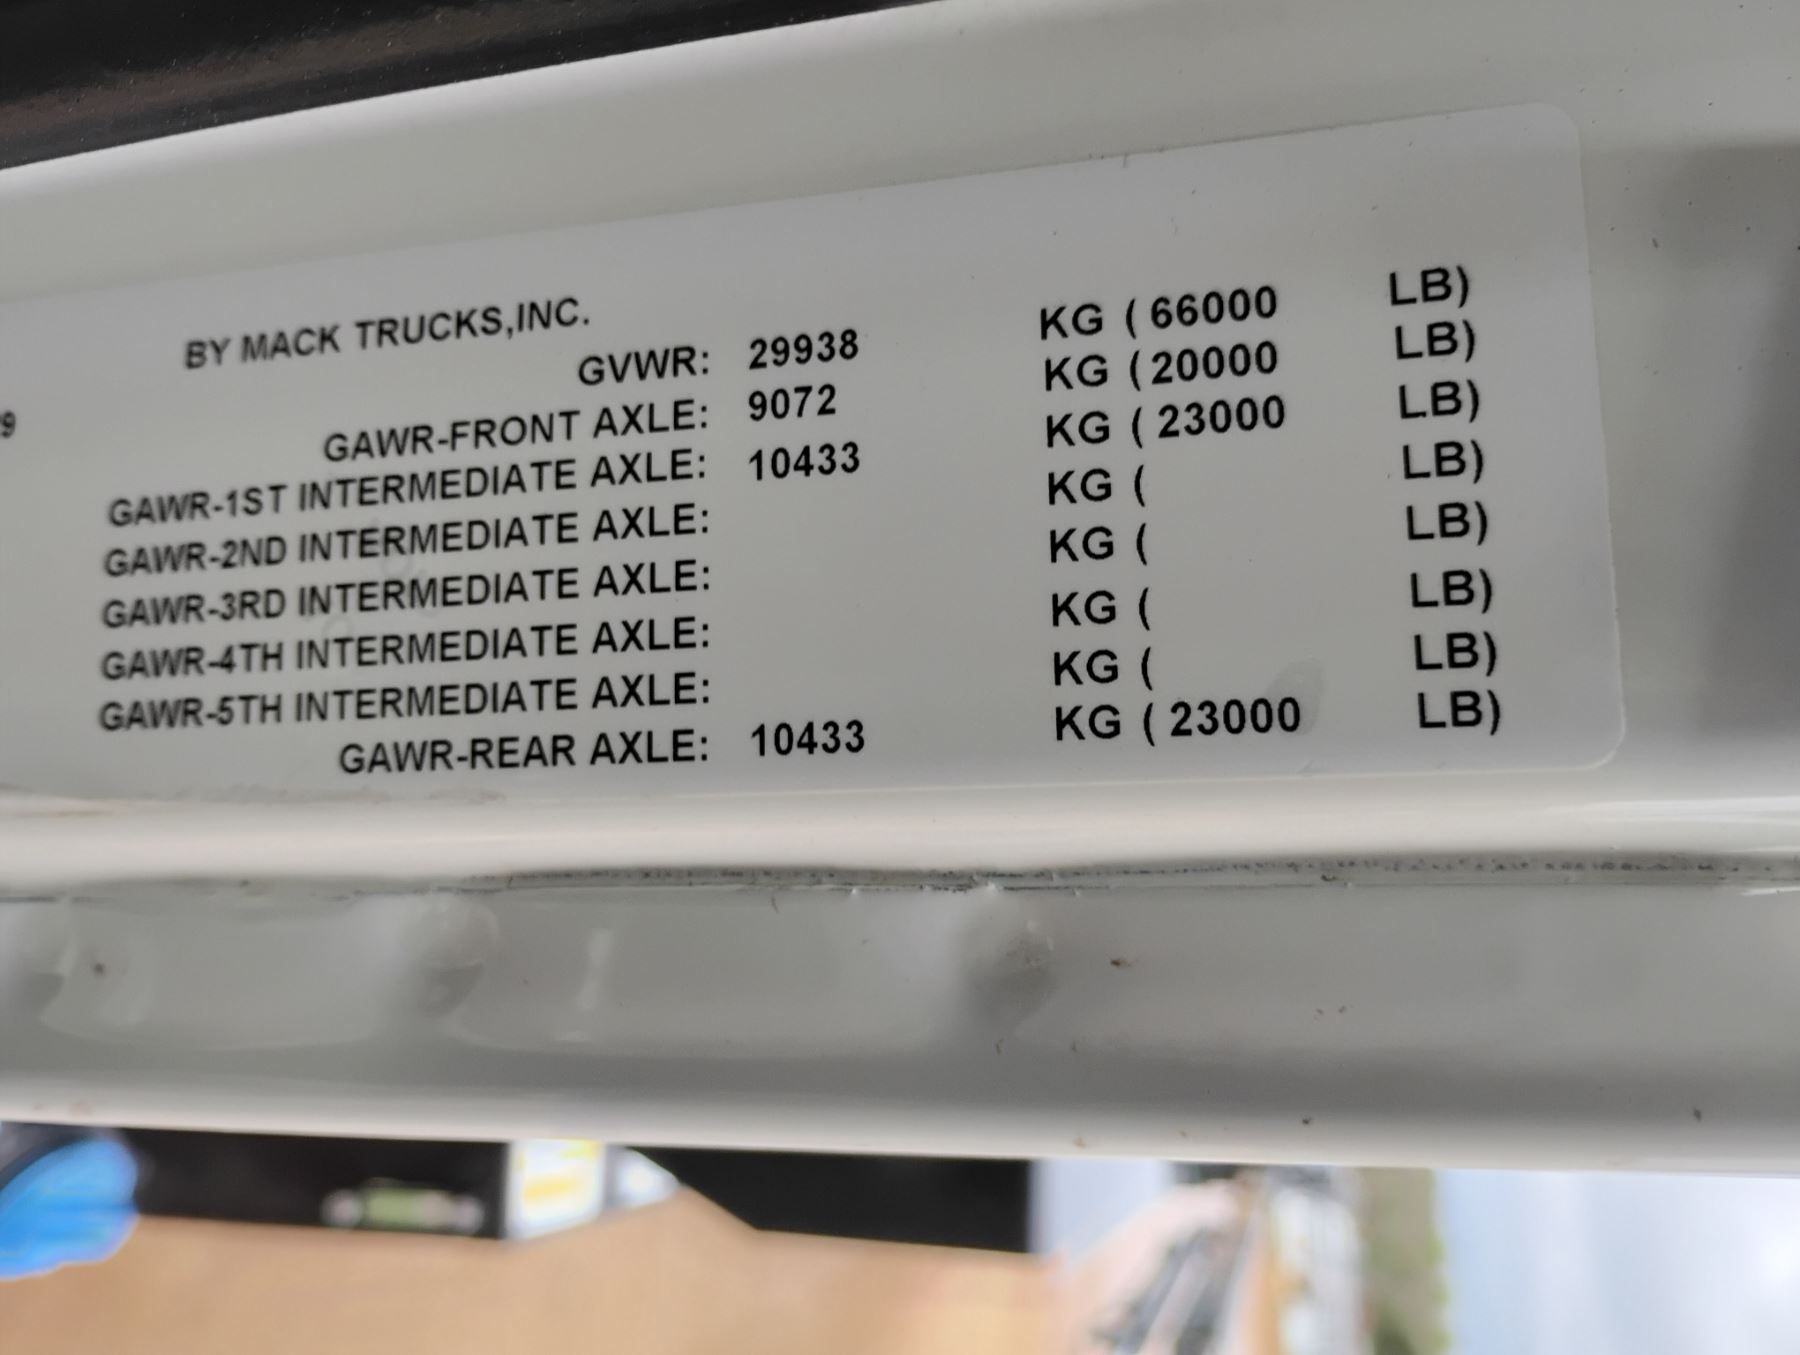 BY MACK TRUCKS,INC.
GVWR: 29938 KG ( 66000 LB)
GAWR-FRONT AXLE: 9072 KG ( 20000 LB)
GAWR-1ST INTERMEDIATE AXLE: 10433 KG ( 23000 LB)
GAWR-2ND INTERMEDIATE AXLE: KG ( LB)
GAWR-3RD INTERMEDIATE AXLE: KG ( LB)
GAWR-4TH INTERMEDIATE AXLE: KG ( LB)
GAWR-5TH INTERMEDIATE AXLE: KG ( LB)
GAWR-REAR AXLE: 10433 KG ( 23000 LB)